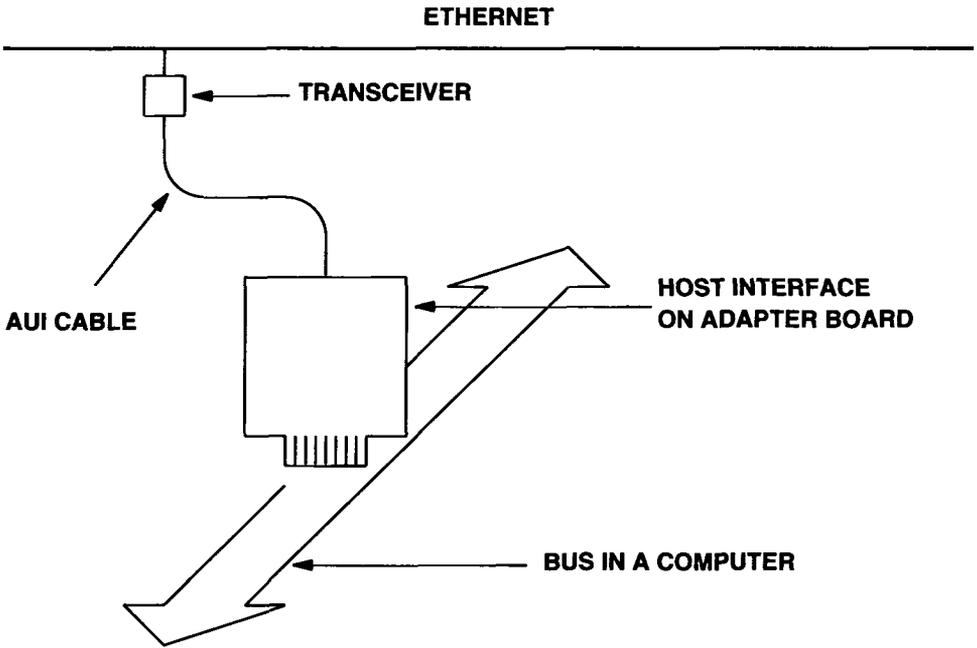 ETHERNET
TRANSCEIVER
HOST INTERFACE
ON ADAPTER BOARD
AUI CABLE
BUS IN A COMPUTER